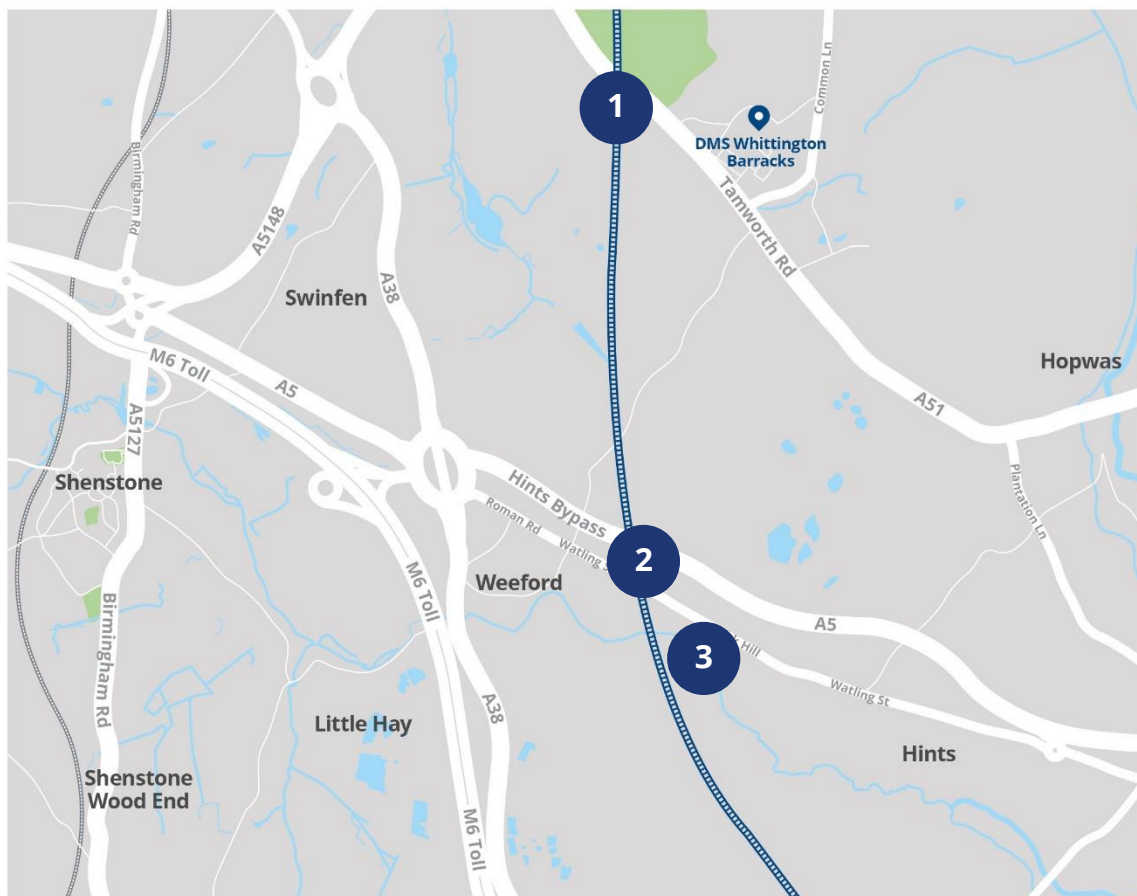 1
DMS Whittington
Barracks
Common Ln
Birmingham Rd
A5148
Tamworth Rd
A38
Swinfen
M6 Toll
A5
Hopwas
A51
A5127
Shenstone
Hints Bypass
Plantation Ln
Roman Rd
Watling
2
Weeford
M6 Toll
A5
Birmingham Rd
3
Hill
Watling St
A38
Little Hay
Hints
Shenstone
Wood End
M6 Toll